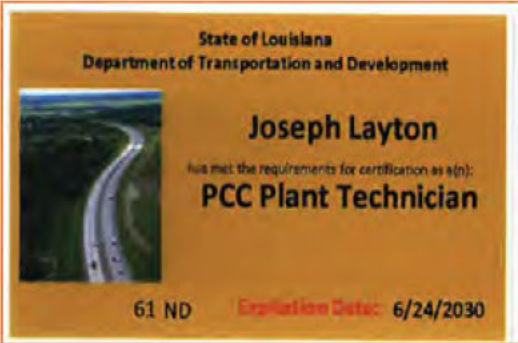 State of Louisiana
Department of Transportation and Development
Joseph Layton
has met the requirements for certification as a(n):
PCC Plant Technician
61 ND Expiration Date: 6/24/2030